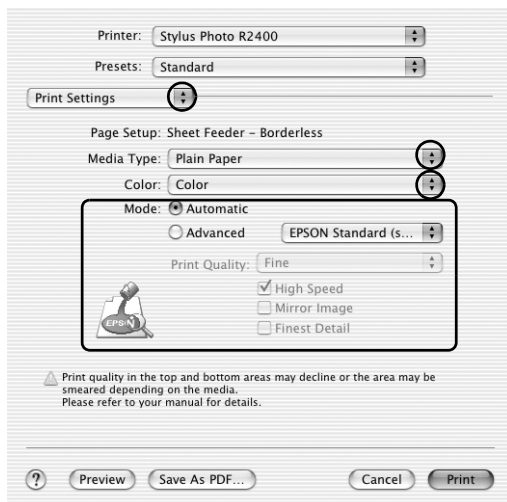 Printer: Stylus Photo R2400
Presets: Standard
Print Settings
Page Setup: Sheet Feeder – Borderless
Media Type: Plain Paper
Color: Color
Mode: Automatic
Advanced EPSON Standard (s...
Print Quality: Fine
High Speed
Mirror Image
Finest Detail
EPSON
Print quality in the top and bottom areas may decline or the area may be
smeared depending on the media.
Please refer to your manual for details.
? Preview Save As PDF... Cancel Print